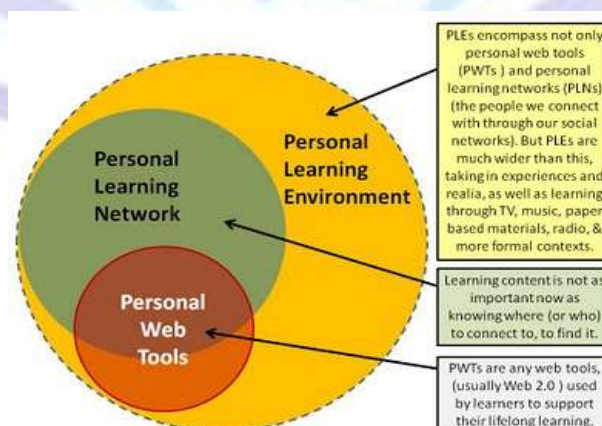 PLEs encompass not only
personal web tools
(PWTs ) and personal
learning networks (PLNs)
(the people we connect
with through our social
networks). But PLEs are
much wider than this,
taking in experiences and
realia, as well as learning
through TV, music, paper
based materials, radio, &
more formal contexts.
Personal
Learning
Environment
Personal
Learning
Network
Learning content is not as
important now as
knowing where (or who)
to connect to, to find it.
Personal
Web
Tools
PWTs are any web tools,
(usually Web 2.0 ) used
by learners to support
their lifelong learning.